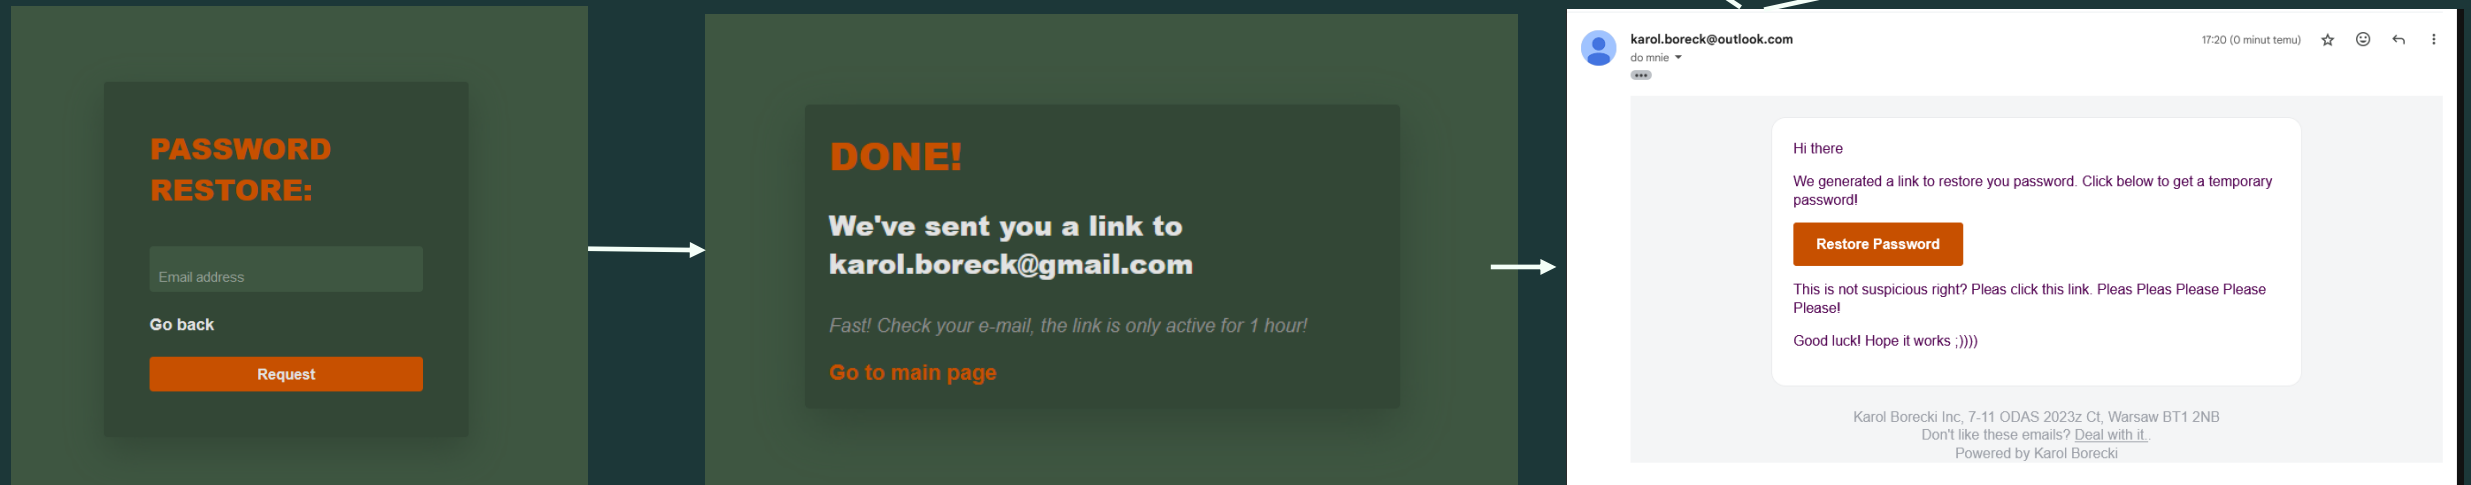 PASSWORD
RESTORE:
Email address
Go back
Request
DONE!
We've sent you a link to
karol.boreck@gmail.com
Fast! Check your e-mail, the link is only active for 1 hour!
Go to main page
karol.boreck@outlook.com
17:20 (0 minut temu)
do mnie
Hi there
We generated a link to restore you password. Click below to get a temporary
password!
Restore Password
This is not suspicious right? Pleas click this link. Pleas Pleas Please Please
Please!
Good luck! Hope it works ;))))
Karol Borecki Inc, 7-11 ODAS 2023z Ct, Warsaw BT1 2NB
Don't like these emails? Deal with it..
Powered by Karol Borecki